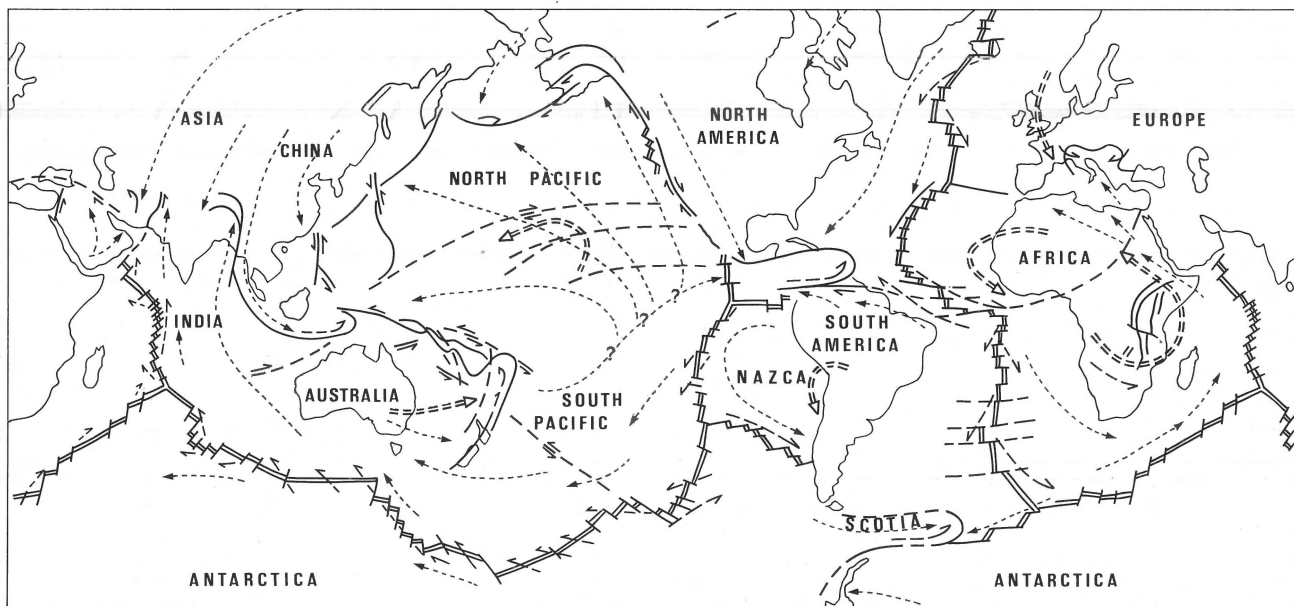 ASIA
CHINA
NORTH PACIFIC
NORTH
AMERICA
EUROPE
AFRICA
INDIA
?
?
?
SOUTH
AMERICA
NAZCA
AUSTRALIA
SOUTH
PACIFIC
SCOTIA
ANTARCTICA
ANTARCTICA